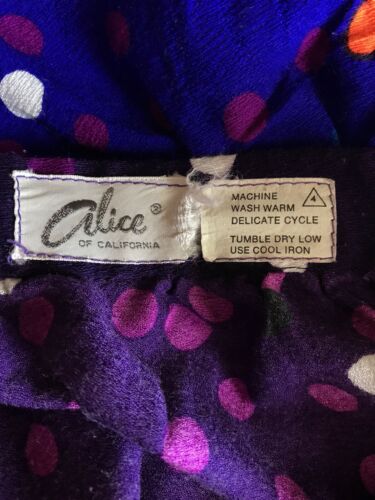 alice®
OF CALIFORNIA
MACHINE
WASH WARM
DELICATE CYCLE
TUMBLE DRY LOW
USE COOL IRON
4